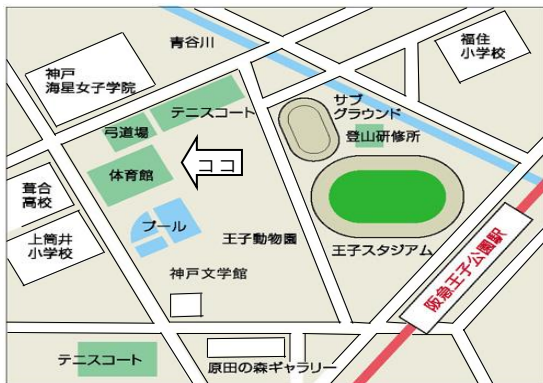 青谷川
福住
小学校
神戸
海星女子学院
テニスコート
サブ
グラウンド
弓道場
登山研修所
ココ
体育館
葺合
高校
プール
王子動物園
上筒井
小学校
王子スタジアム
阪急王子公園駅
神戸文学館
テニスコート
原田の森ギャラリー